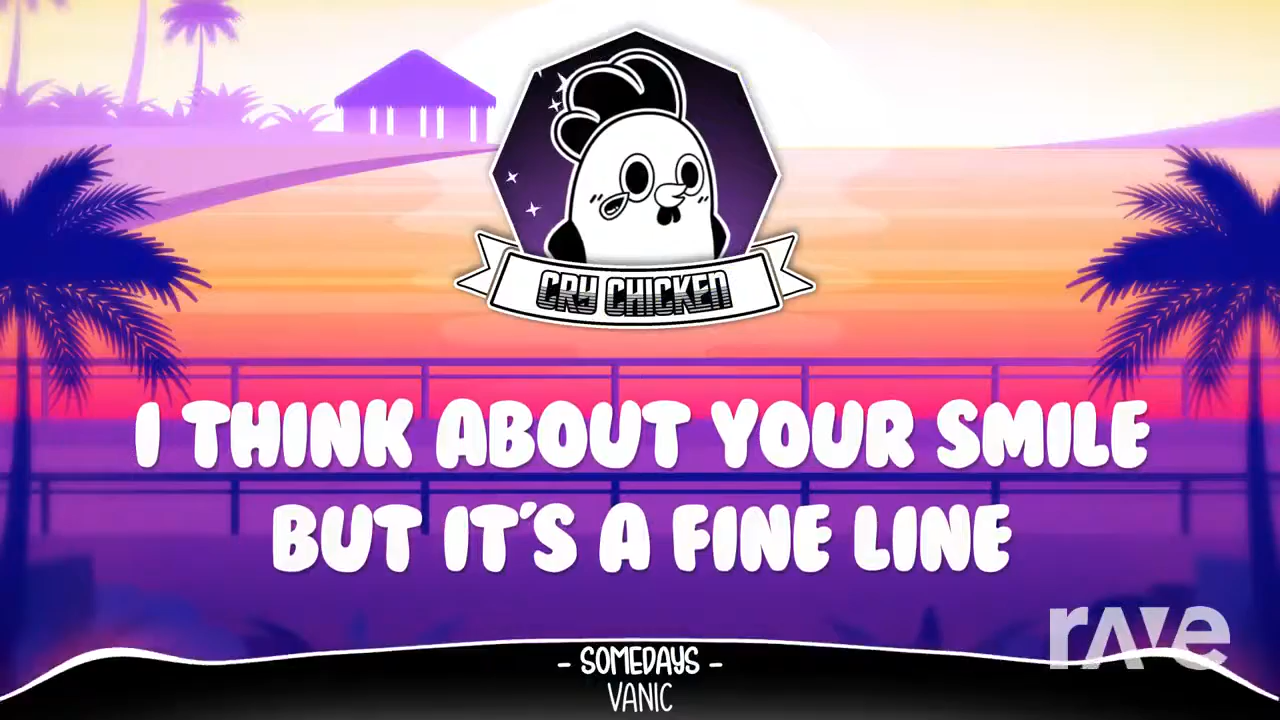 CRY CHICKEN
I THINK ABOUT YOUR SMILE
BUT IT'S A FINE LINE
rave
- SOMEDAYS -
VANIC